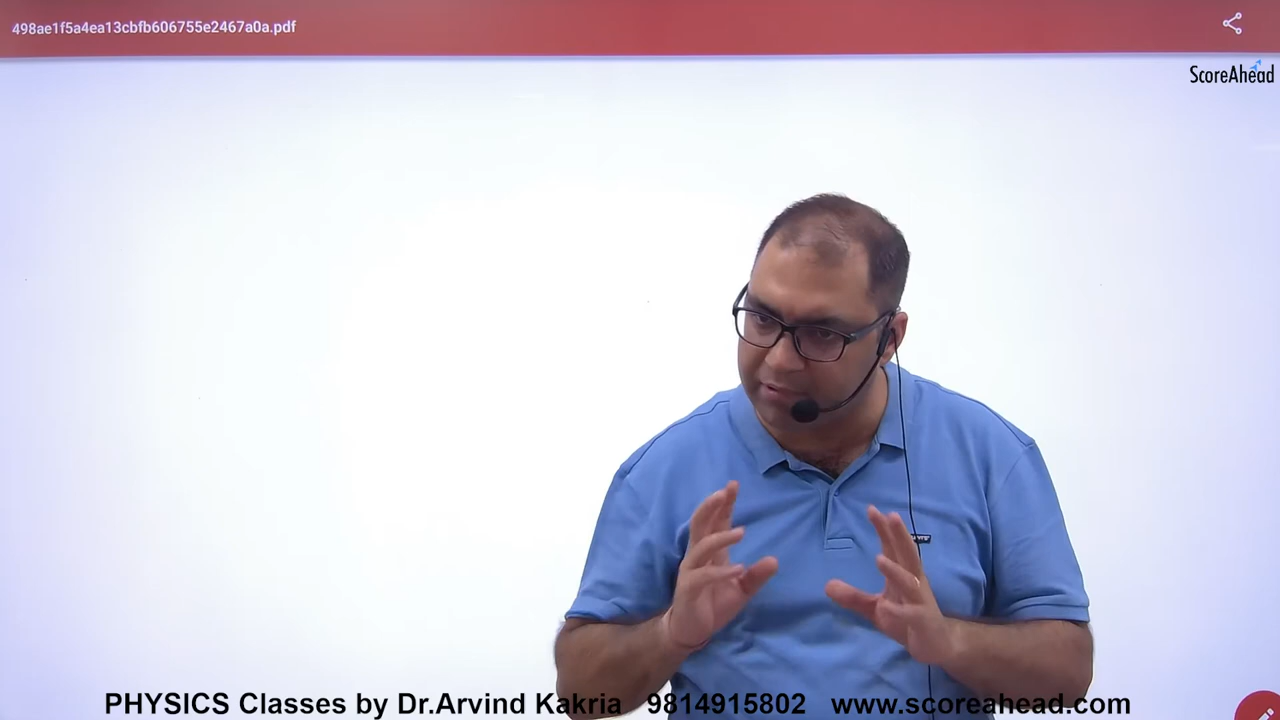 498ae1f5a4ea13cbfb606755e2467a0a.pdf
ScoreAhead
PHYSICS Classes by Dr.Arvind Kakria 9814915802 www.scoreahead.com